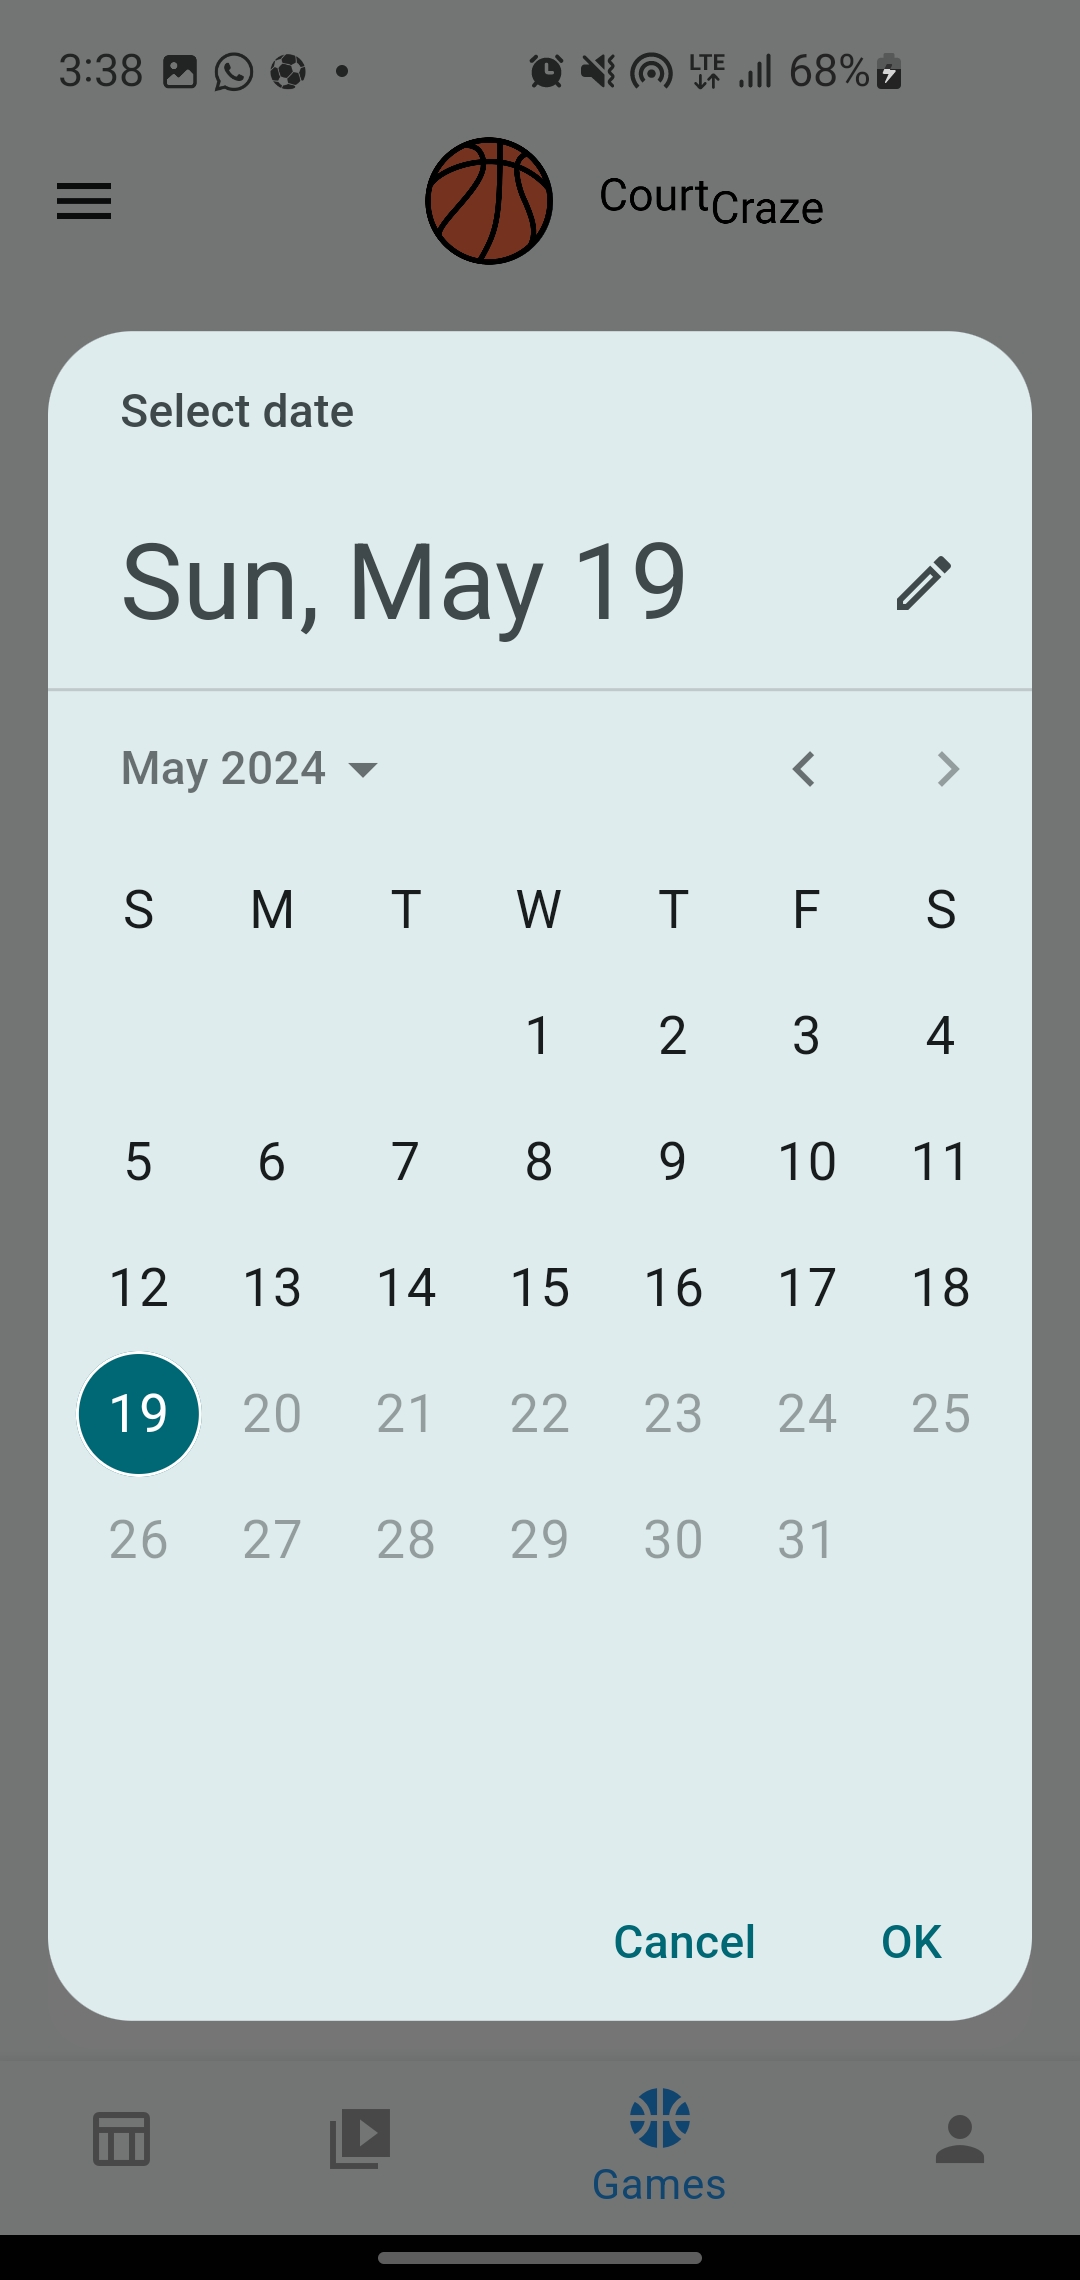 3:38 LTE 68%
CourtCraze
Select date
Sun, May 19
May 2024
S M T W T F S
1 2 3 4
5 6 7 8 9 10 11
12 13 14 15 16 17 18
19 20 21 22 23 24 25
26 27 28 29 30 31
Cancel OK
Games